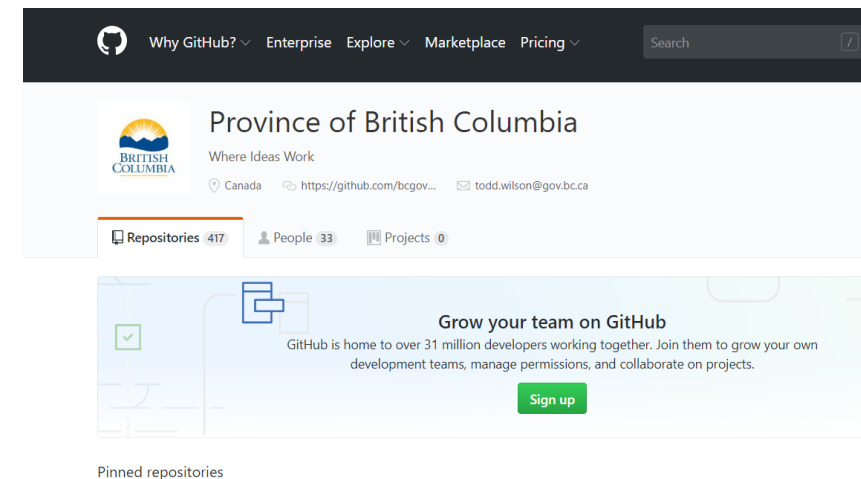 Why GitHub? Enterprise Explore Marketplace Pricing Search /
Province of British Columbia
BRITISH
COLUMBIA
Where Ideas Work
Canada https://github.com/bcgov... todd.wilson@gov.bc.ca
Repositories 417 People 33 Projects 0
Grow your team on GitHub
GitHub is home to over 31 million developers working together. Join them to grow your own
development teams, manage permissions, and collaborate on projects.
Sign up
Pinned repositories